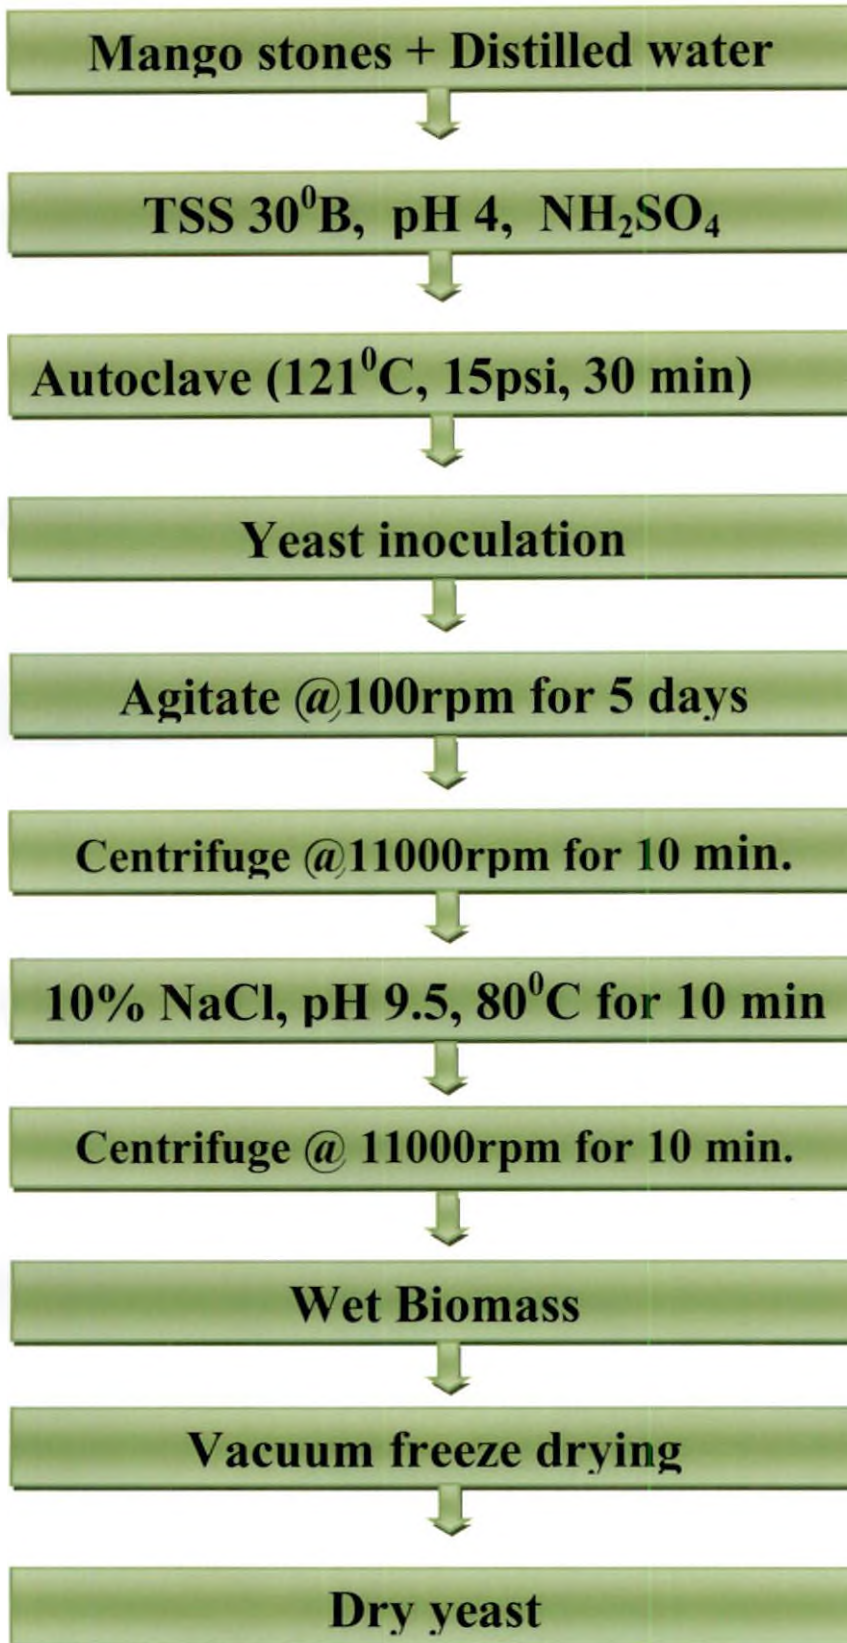 Mango stones + Distilled water
TSS 30⁰B, pH 4, NH₂SO₄
Autoclave (121⁰C, 15psi, 30 min)
Yeast inoculation
Agitate @100rpm for 5 days
Centrifuge @11000rpm for 10 min.
10% NaCl, pH 9.5, 80⁰C for 10 min
Centrifuge @ 11000rpm for 10 min.
Wet Biomass
Vacuum freeze drying
Dry yeast